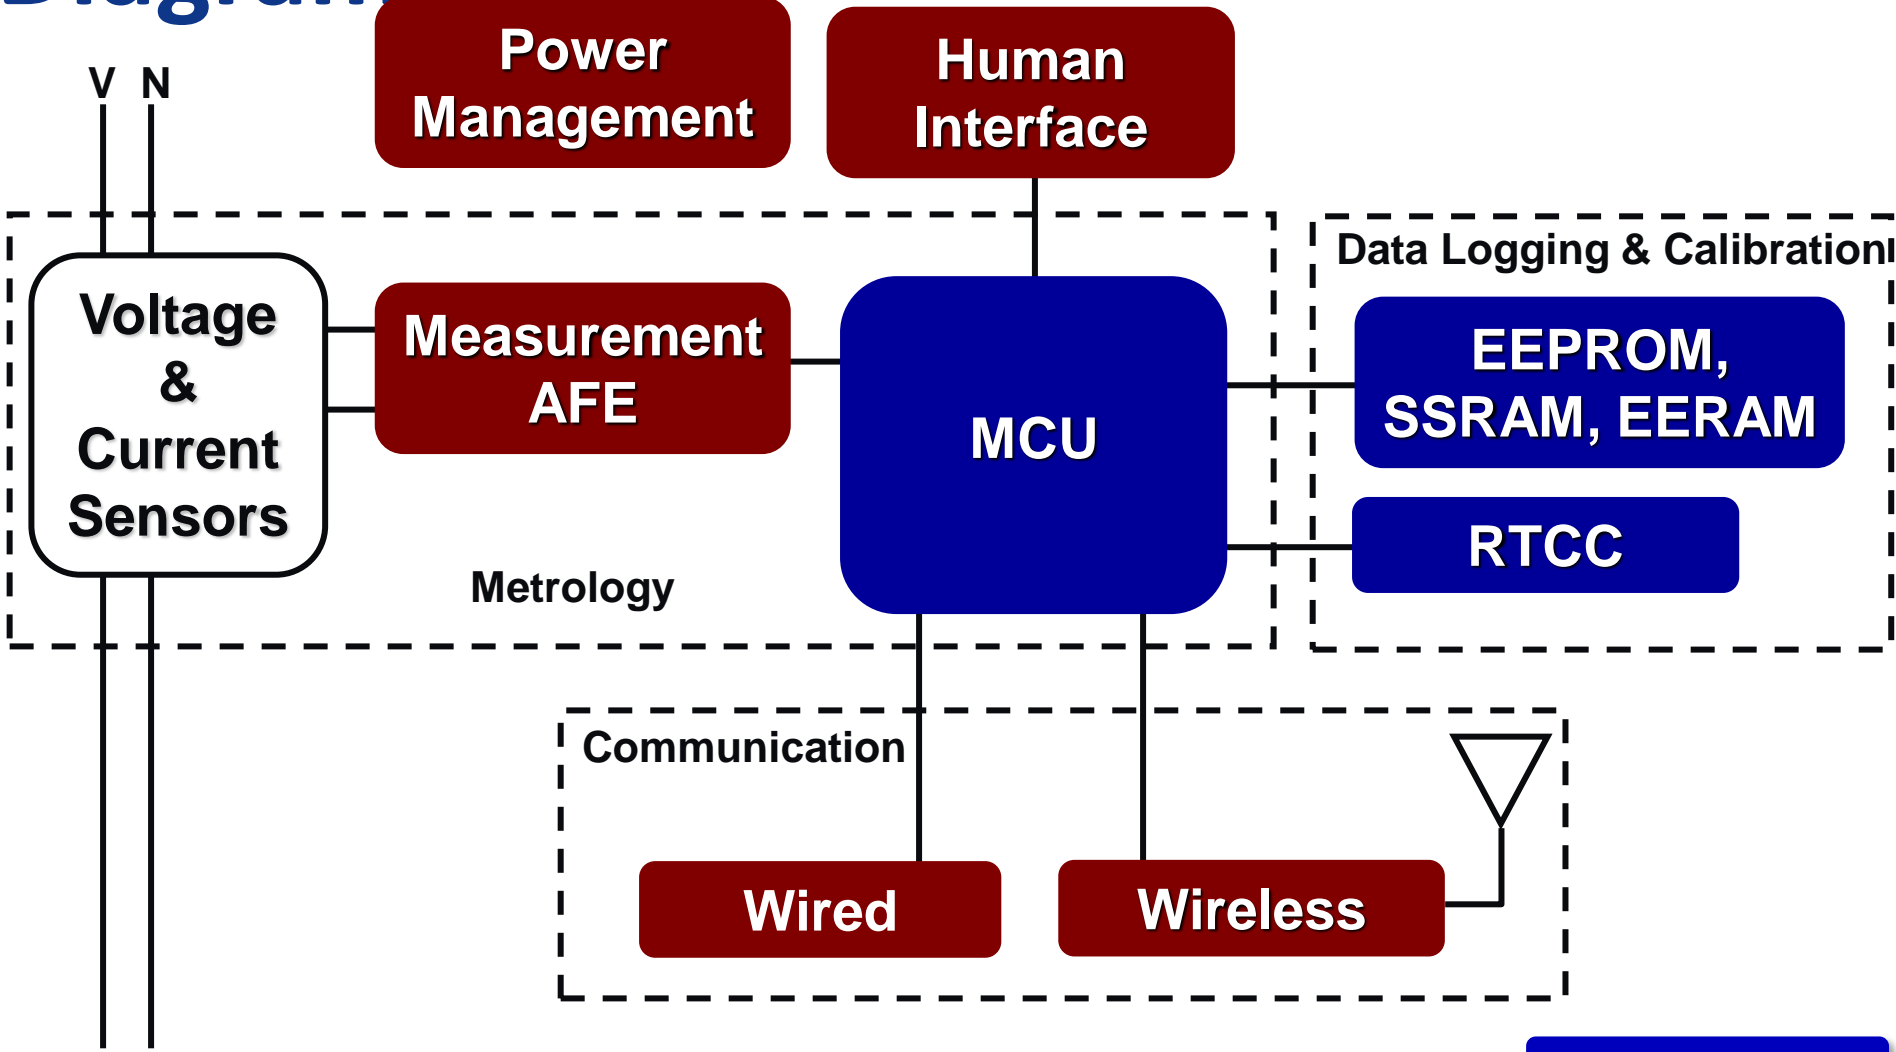 Diagram
Power
Management
Human
Interface
V N
Data Logging & Calibration
Voltage
&
Current
Sensors
Measurement
AFE
MCU
EEPROM,
SSRAM, EERAM
RTCC
Metrology
Communication
Wired
Wireless